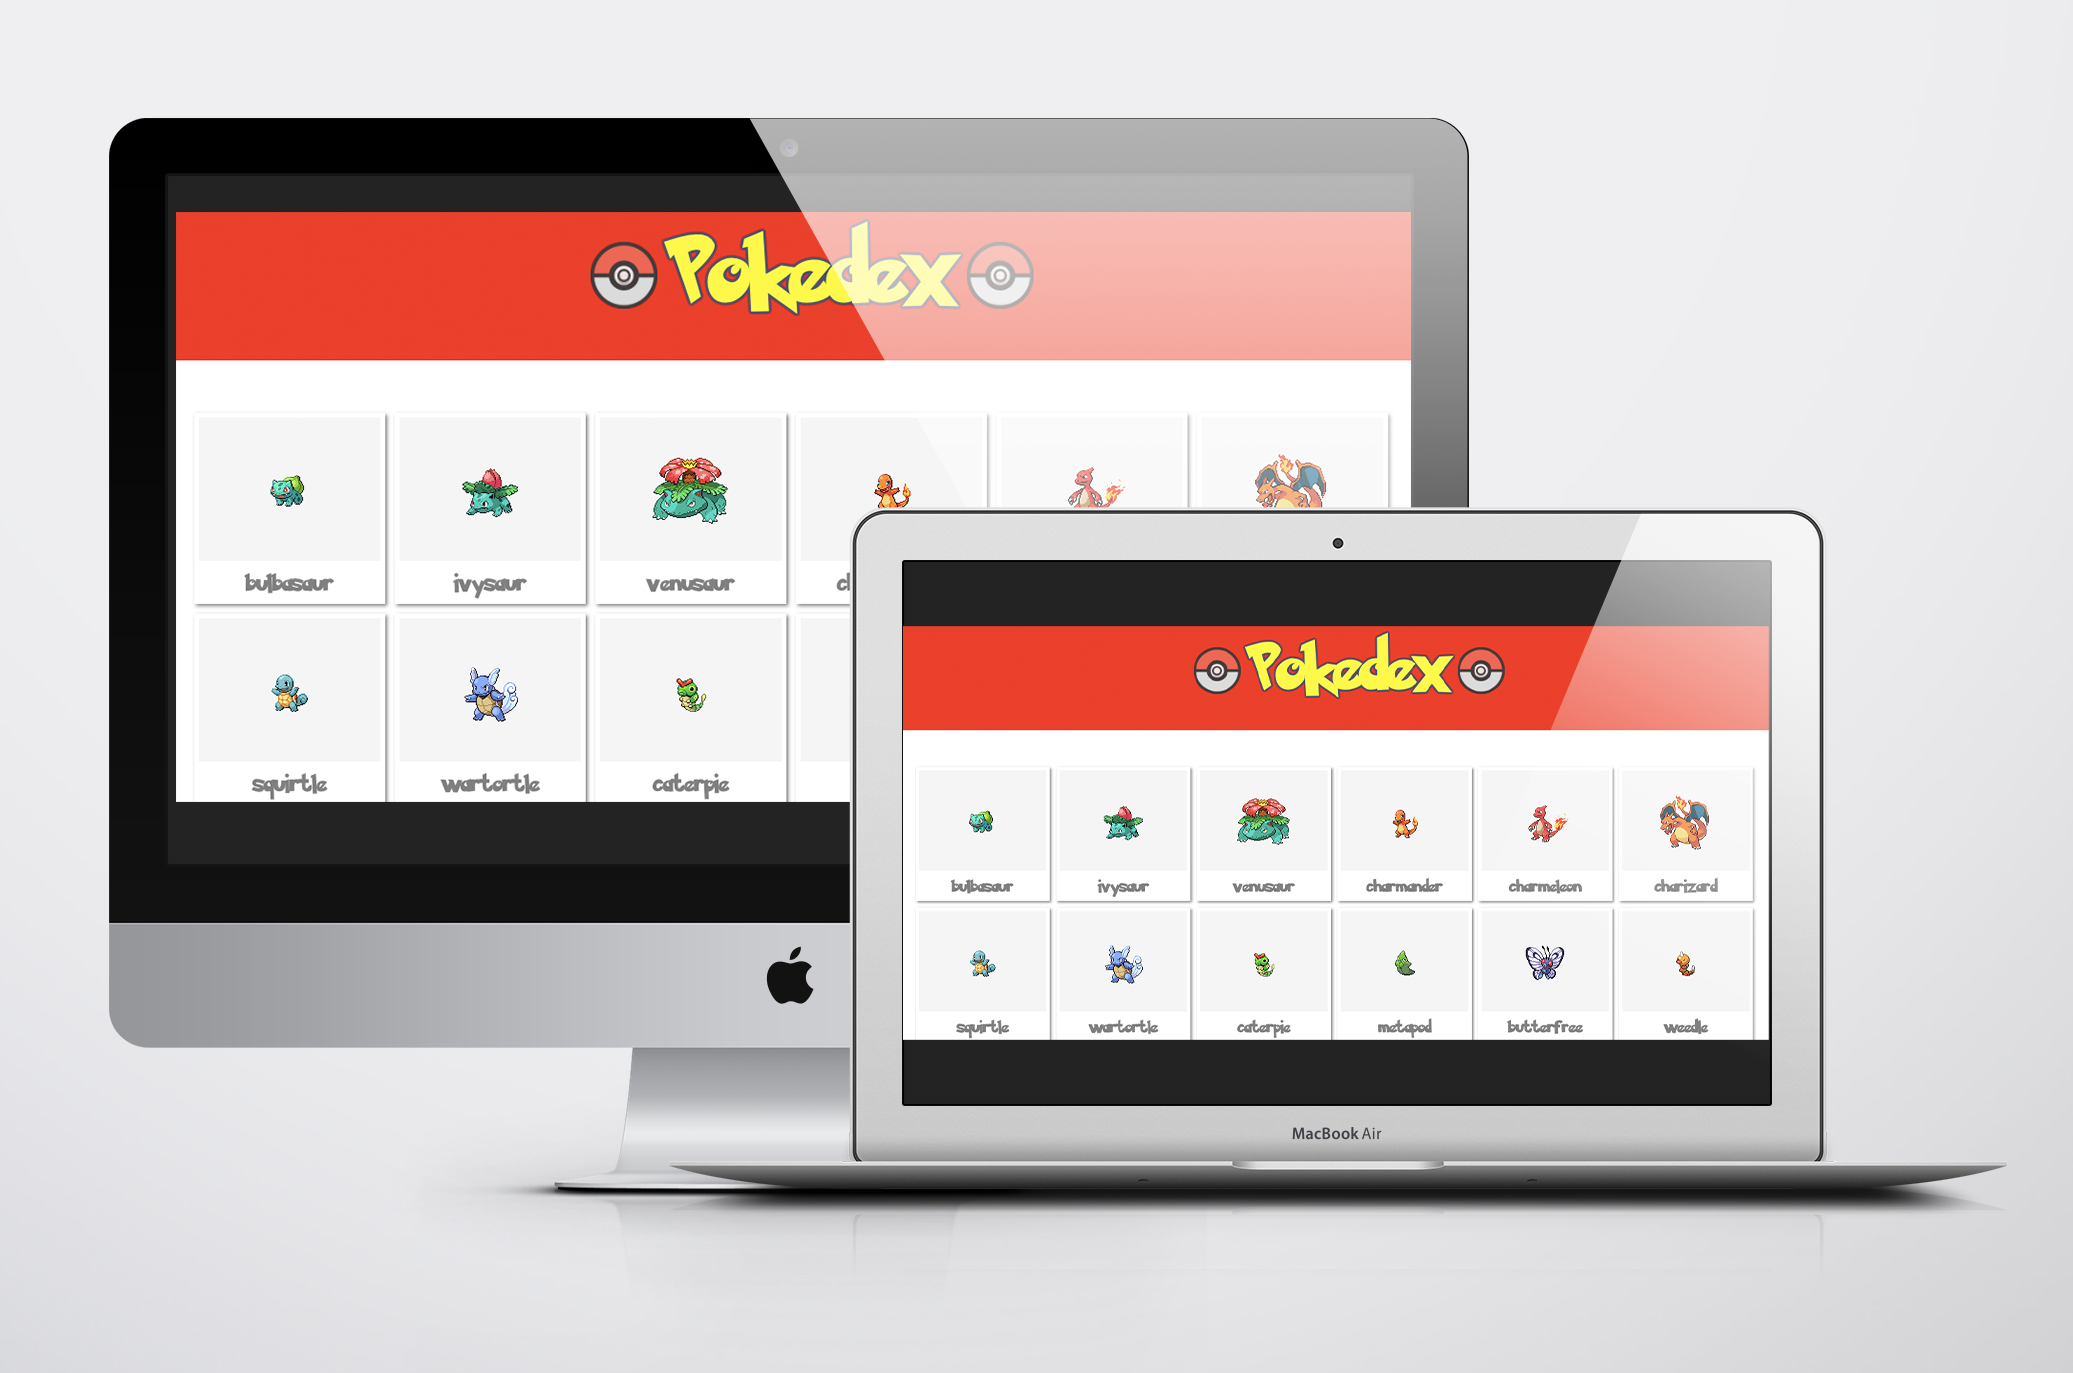 Pokedex
bulbasaur
ivysaur
venusaur
squirtle
wartortle
caterpie
Pokedex
bulbasaur
ivysaur
venusaur
charmander
charmeleon
charizard
squirtle
wartortle
caterpie
metapod
butterfree
weedle
MacBook Air